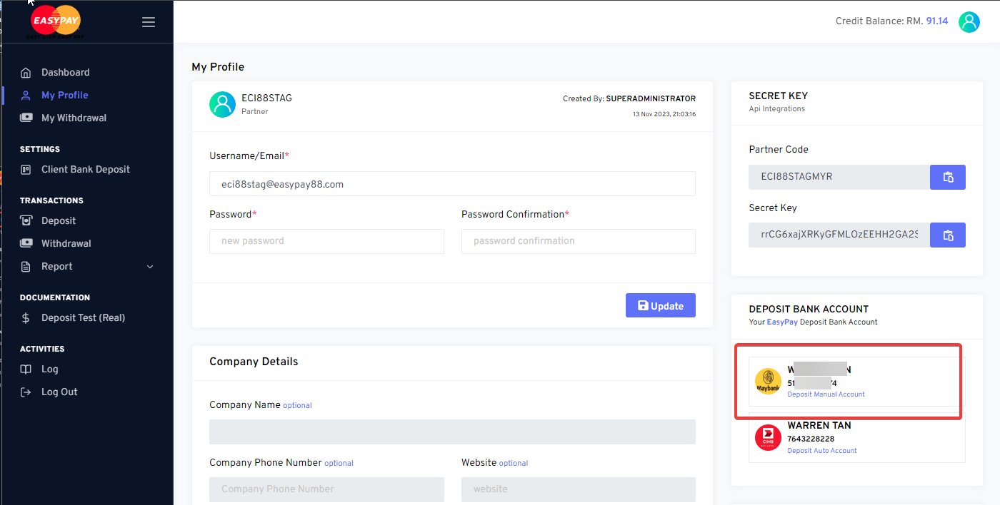 EASYPAY
Credit Balance: RM. 91.14
Dashboard
My Profile
My Withdrawal
SETTINGS
Client Bank Deposit
TRANSACTIONS
Deposit
Withdrawal
Report
DOCUMENTATION
Deposit Test (Real)
ACTIVITIES
Log
Log Out
My Profile
ECI88STAG
Partner
Created By: SUPERADMINISTRATOR
13 Nov 2023, 21:03:16
Username/Email*
eci88stag@easypay88.com
Password*
Password Confirmation*
new password
password confirmation
Update
Company Details
Company Name optional
Company Phone Number optional
Website optional
Company Phone Number
website
SECRET KEY
Api Integrations
Partner Code
ECI88STAGMYR
Secret Key
rrCG6xajXRKyGFMLOzEEHH2GA2S
DEPOSIT BANK ACCOUNT
Your EasyPay Deposit Bank Account
Maybank
Deposit Manual Account
CIMB
WARREN TAN
7643228228
Deposit Auto Account